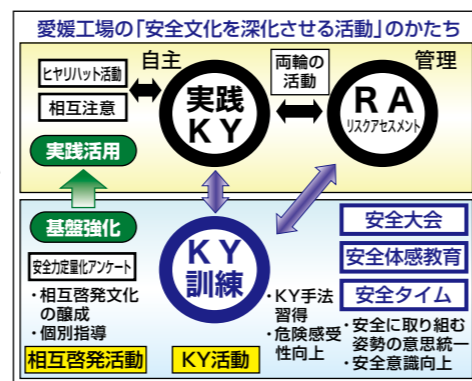 愛媛工場の「安全文化を深化させる活動」のかたち
自主
両輪の
活動
管理
ヒヤリハット活動
相互注意
実践
KY
RA
リスクアセスメント
実践活用
基盤強化
安全力定量化アンケート
・相互啓発文化
の醸成
・個別指導
相互啓発活動
KY
訓練
KY活動
・KY手法
習得
・危険感受
性向上
安全大会
安全体感教育
安全タイム
・安全に取り組む
姿勢の意思統一
・安全意識向上